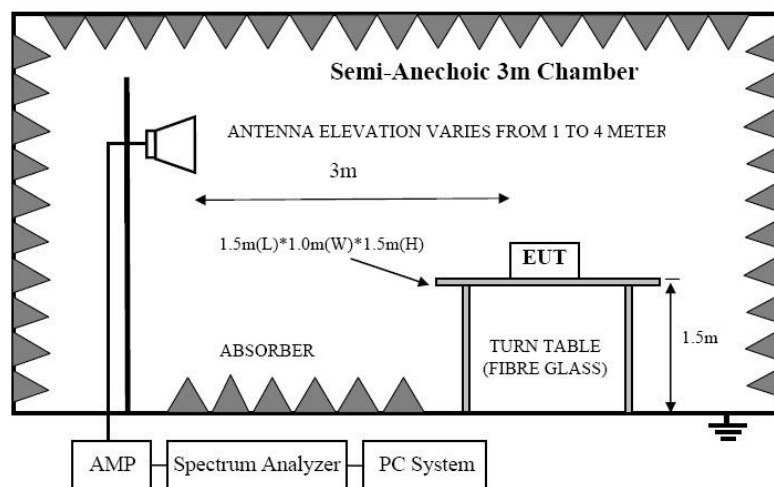 Semi-Anechoic 3m Chamber
ANTENNA ELEVATION VARIES FROM 1 TO 4 METER
3m
1.5m(L)*1.0m(W)*1.5m(H)
EUT
1.5m
ABSORBER
TURN TABLE
(FIBRE GLASS)
AMP
Spectrum Analyzer
PC System